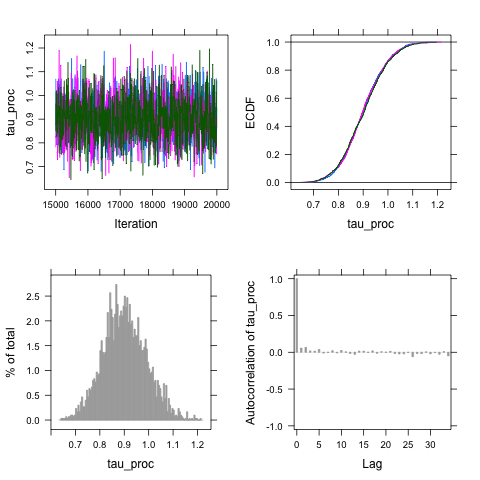 tau_proc
0.7 0.8 0.9 1.0 1.1 1.2
15000 16000 17000 18000 19000 20000
Iteration
ECDF
0.0 0.2 0.4 0.6 0.8 1.0
0.7 0.8 0.9 1.0 1.1 1.2
tau_proc
% of total
0.0 0.5 1.0 1.5 2.0 2.5
0.7 0.8 0.9 1.0 1.1 1.2
tau_proc
Autocorrelation of tau_proc
-1.0 -0.5 0.0 0.5 1.0
0 5 10 15 20 25 30
Lag